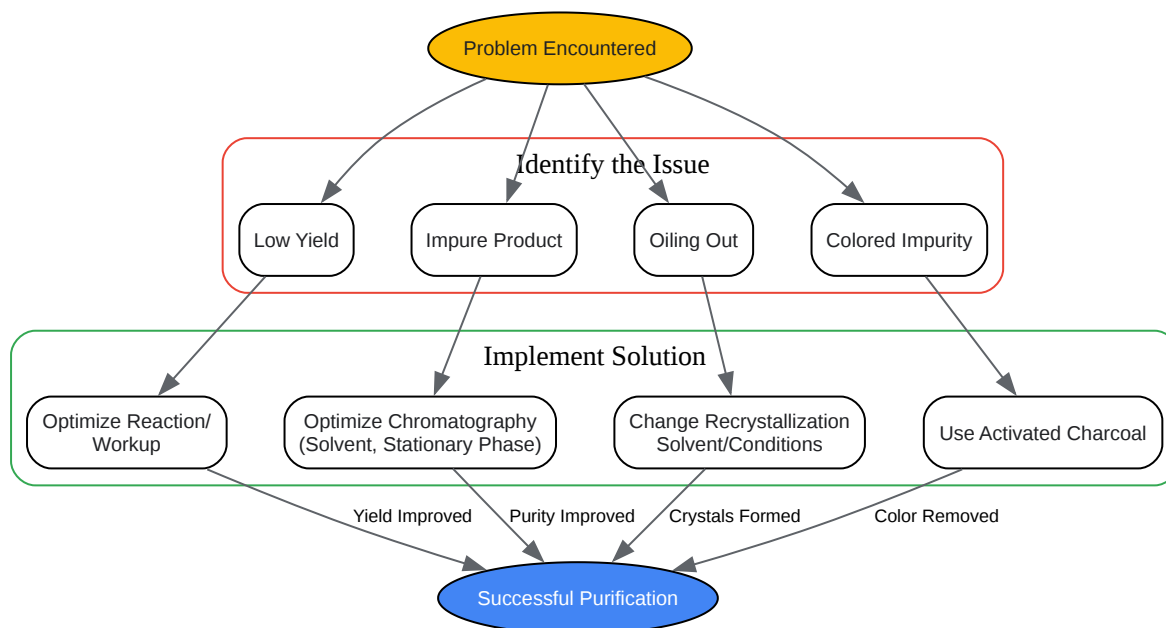 Problem Encountered
Identify the Issue
Low Yield
Impure Product
Oiling Out
Colored Impurity
Implement Solution
Optimize Reaction/
Workup
Optimize Chromatography
(Solvent, Stationary Phase)
Change Recrystallization
Solvent/Conditions
Use Activated Charcoal
Yield Improved
Purity Improved
Crystals Formed
Color Removed
Successful Purification